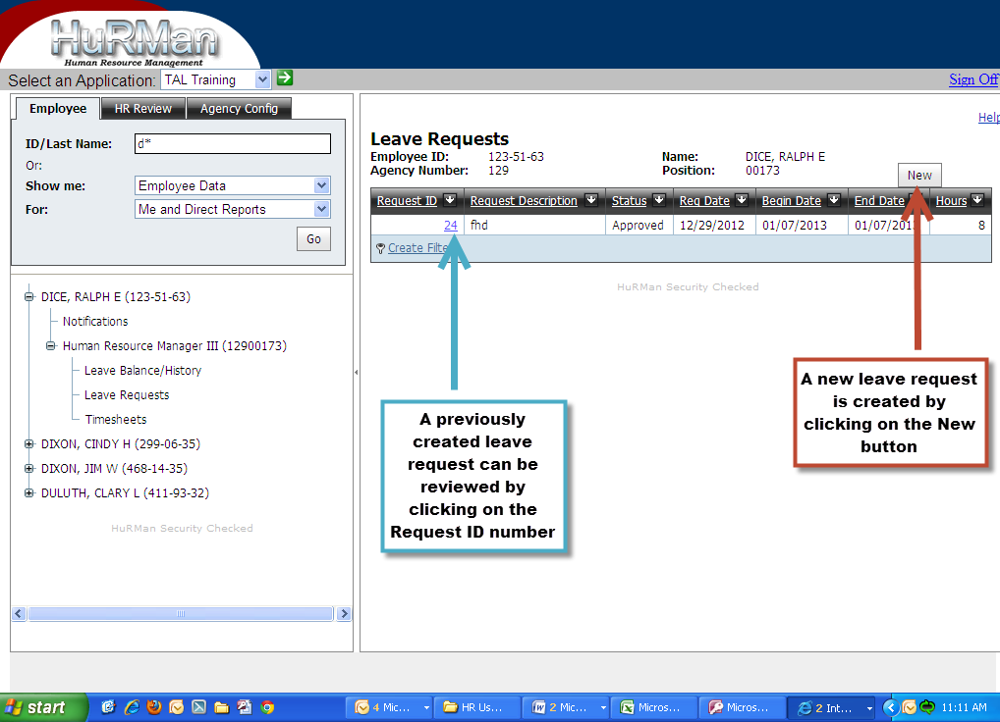 HuRMan
Human Resource Management
Select an Application: TAL Training
Sign Off
Employee HR Review Agency Config
ID/Last Name: d*
Or:
Show me: Employee Data
For: Me and Direct Reports
Go
DICE, RALPH E (123-51-63)
Notifications
Human Resource Manager III (12900173)
Leave Balance/History
Leave Requests
Timesheets
DIXON, CINDY H (299-06-35)
DIXON, JIM W (468-14-35)
DULUTH, CLARY L (411-93-32)
HuRMan Security Checked
Help
Leave Requests
Employee ID: 123-51-63 Name: DICE, RALPH E
Agency Number: 129 Position: 00173
New
Request ID Request Description Status Req Date Begin Date End Date Hours
24 fhd Approved 12/29/2012 01/07/2013 01/07/201 8
Create Filte
HuRMan Security Checked
A previously
created leave
request can be
reviewed by
clicking on the
Request ID number
A new leave request
is created by
clicking on the New
button
start 4 Mic... HR Us... 2 Mic... Micros... Micros... 2 Int... 11:11 AM